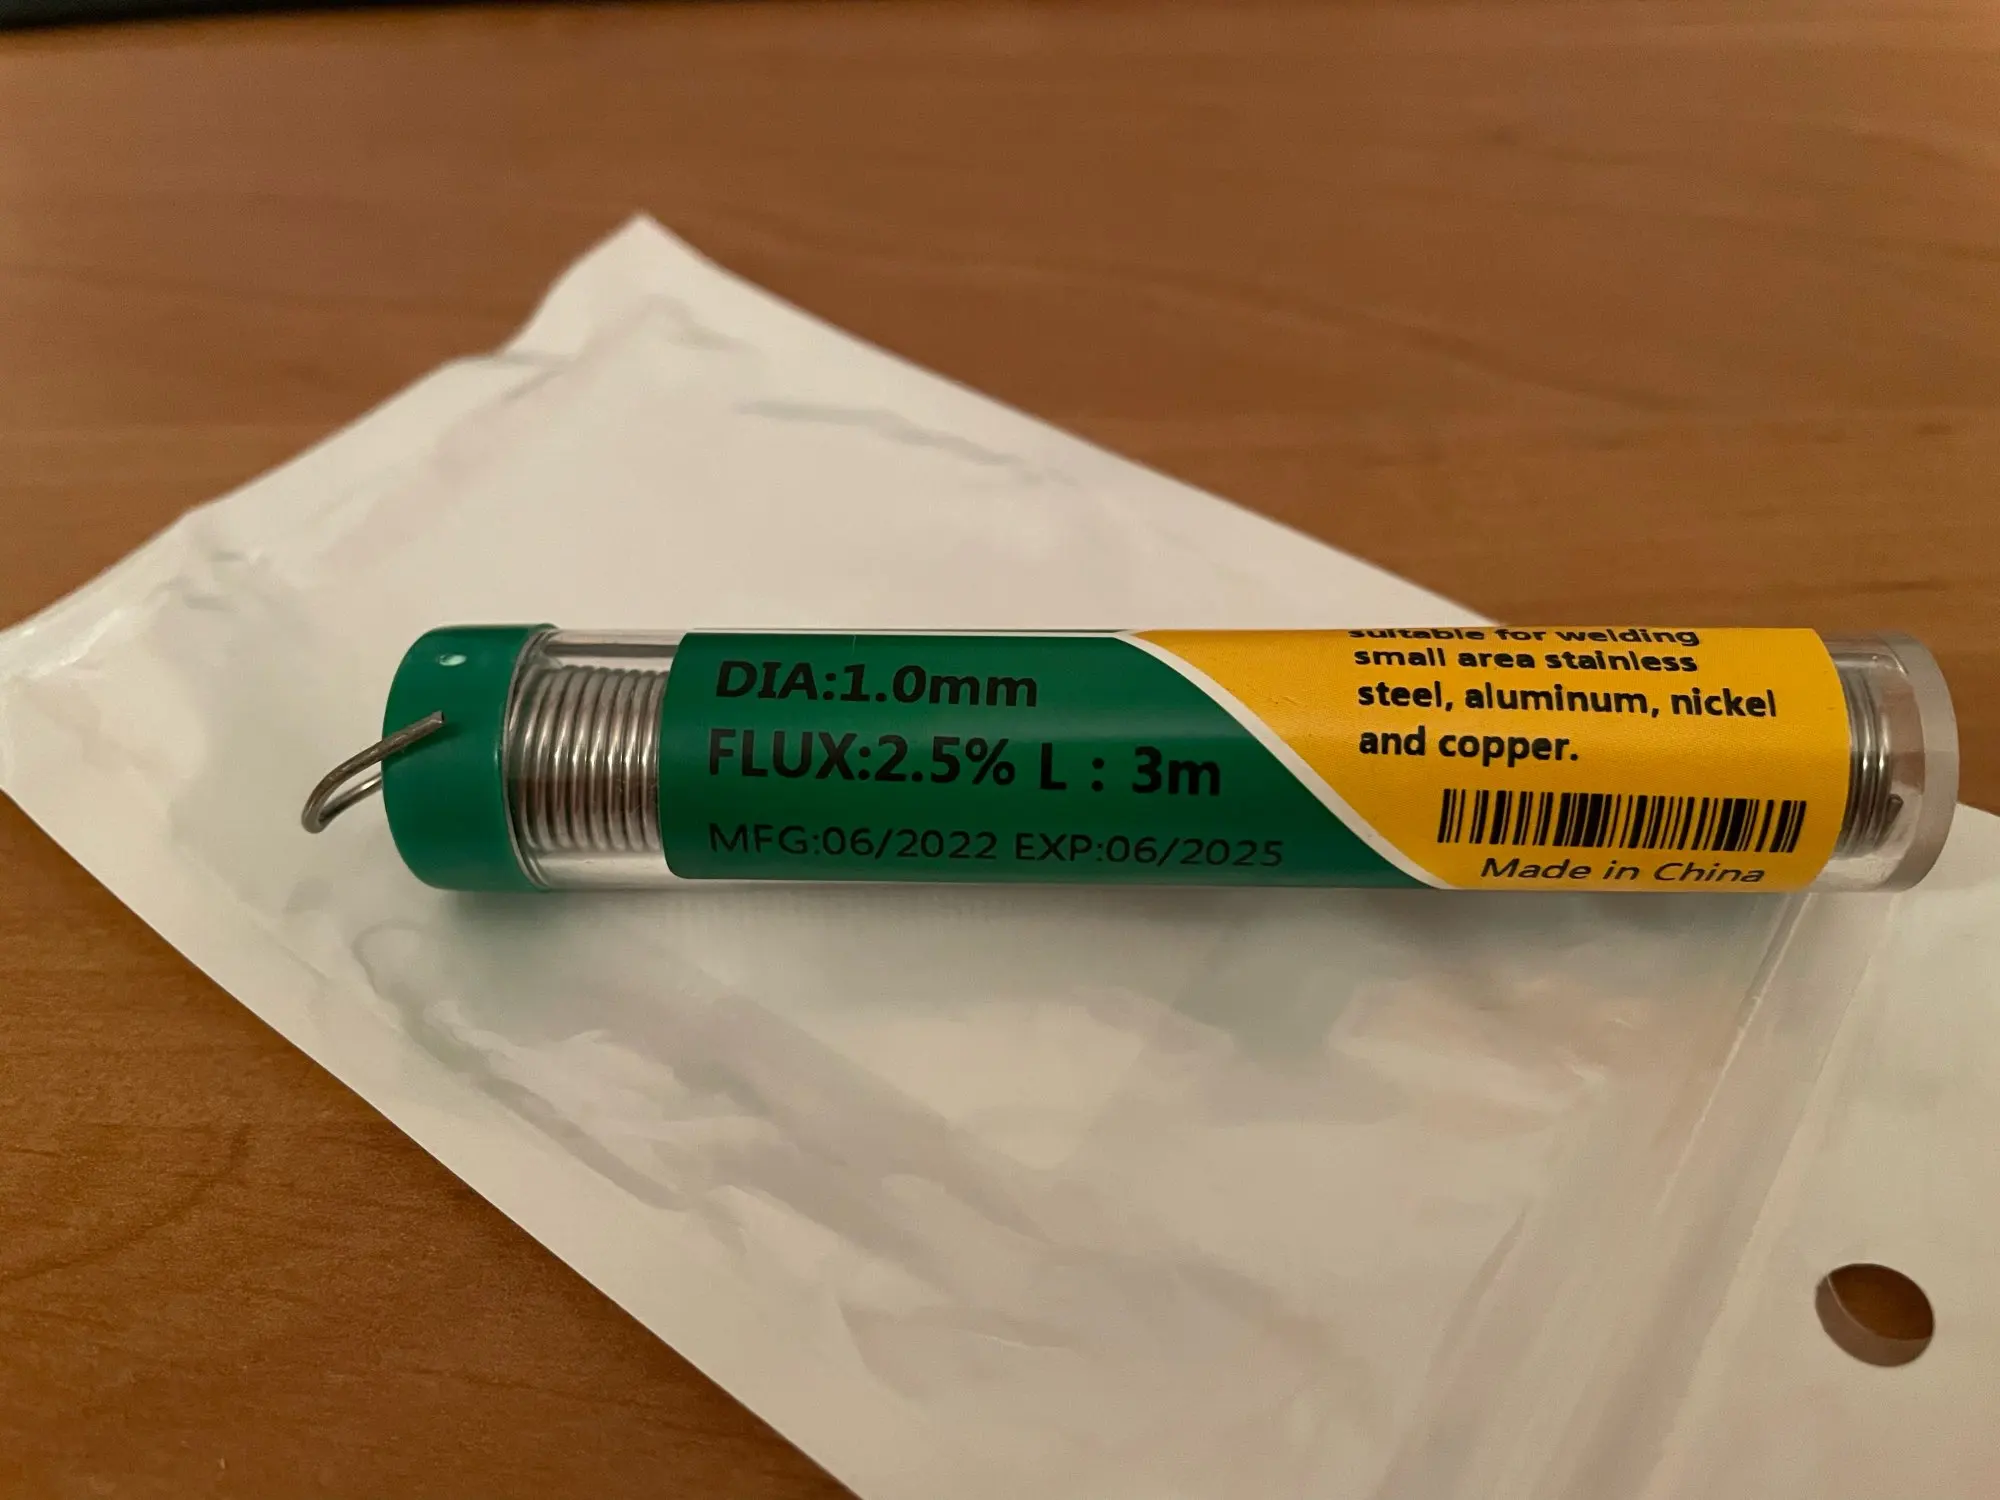 DIA:1.0mm
FLUX:2.5% L : 3m
MFG:06/2022 EXP:06/2025
suitable for welding
small area stainless
steel, aluminum, nickel
and copper.
Made in China